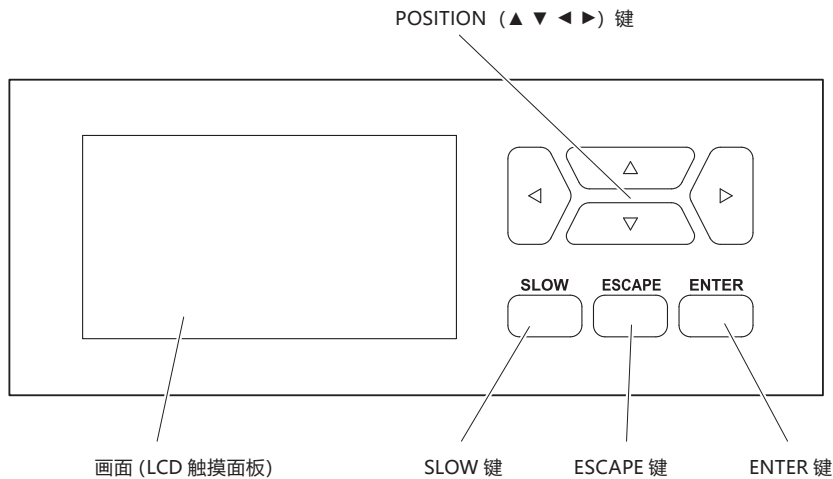 POSITION（▲ ▼ ◄ ►）键
△
◁ ▷
▽
SLOW ESCAPE ENTER
画面 (LCD 触摸面板) SLOW 键 ESCAPE 键 ENTER 键